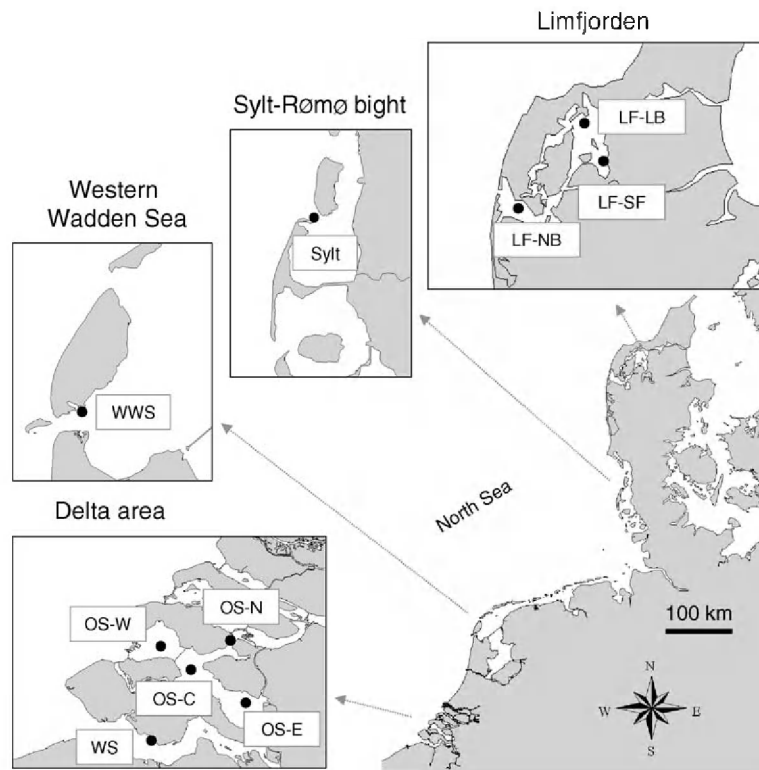 Limfjorden
LF-LB
LF-SF
LF-NB
Sylt-RØmØ bight
Sylt
Western
Wadden Sea
WWS
North Sea
Delta area
OS-N
OS-W
OS-C
OS-E
WS
100 km
N
W
E
S